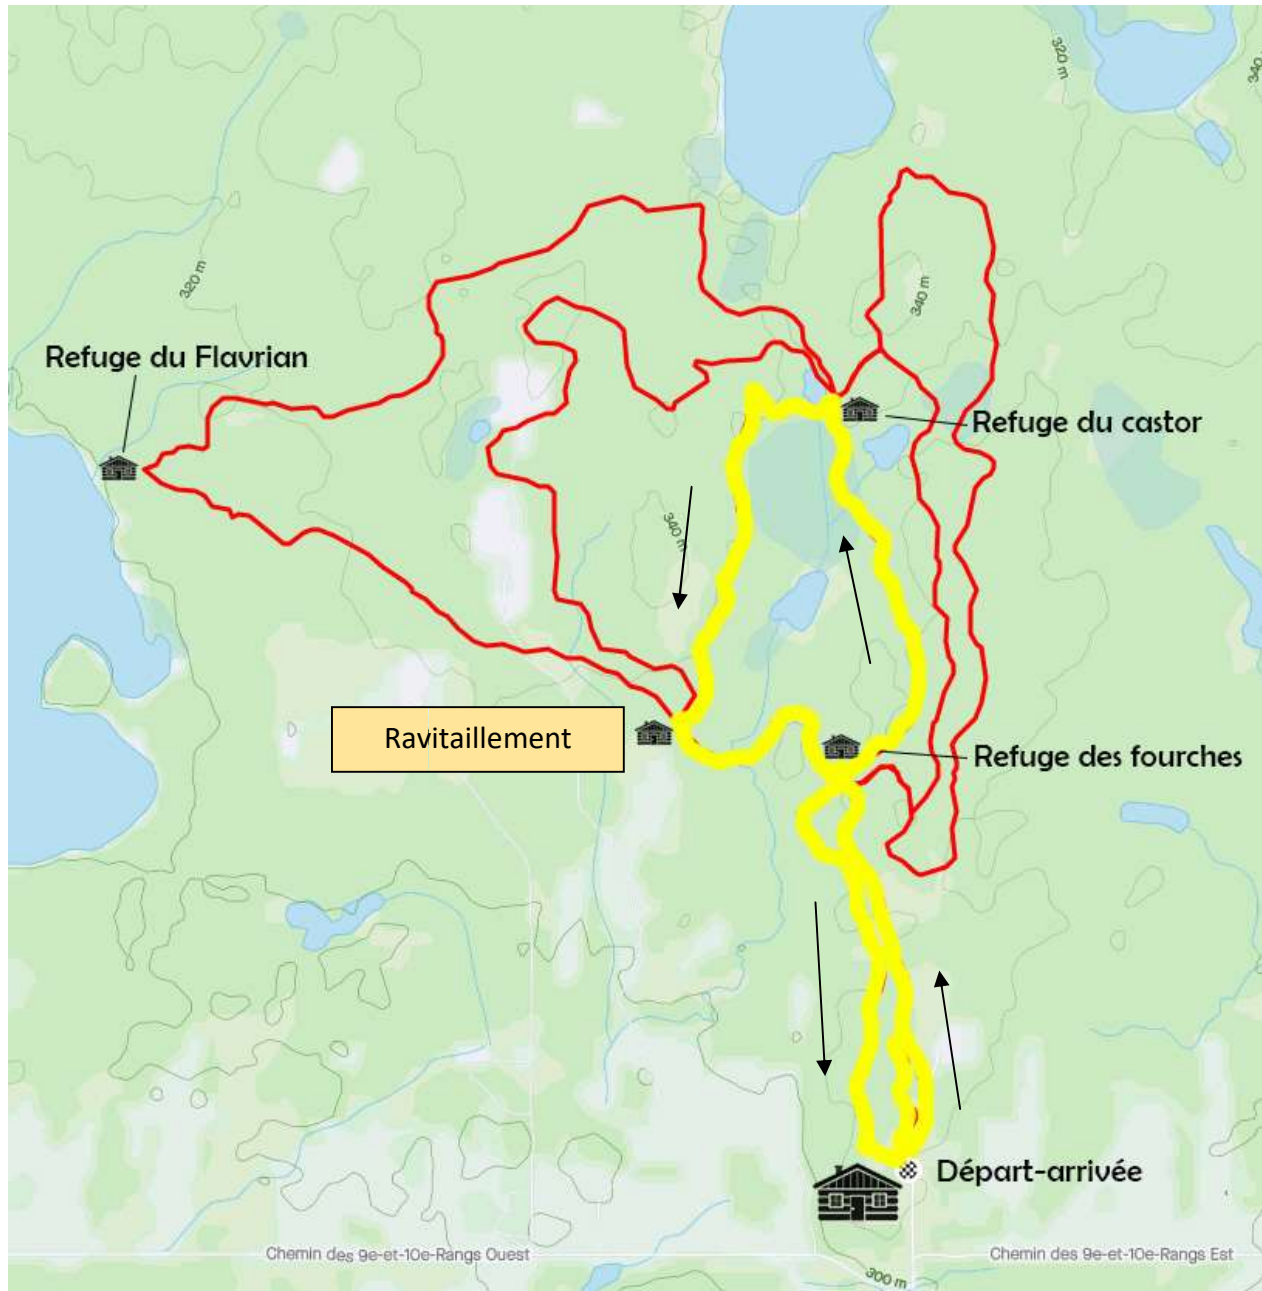 320 m
340 m
320 m
340 m
Refuge du Flavrian
Refuge du castor
340 m
Ravitaillement
Refuge des fourches
Départ-arrivée
Chemin des 9e-et-10e-Rangs Ouest
Chemin des 9e-et-10e-Rangs Est
300 m